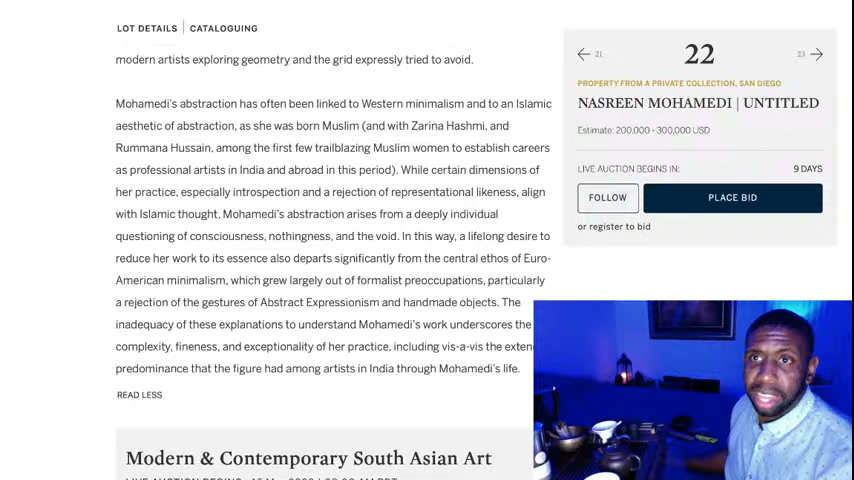 LOT DETAILS | CATALOGUING
modern artists exploring geometry and the grid expressly tried to avoid.
Mohamedi's abstraction has often been linked to Western minimalism and to an Islamic
aesthetic of abstraction, as she was born Muslim (and with Zarina Hashmi, and
Rummana Hussain, among the first few trailblazing Muslim women to establish careers
as professional artists in India and abroad in this period). While certain dimensions of
her practice, especially introspection and a rejection of representational likeness, align
with Islamic thought, Mohamedi's abstraction arises from a deeply individual
questioning of consciousness, nothingness, and the void. In this way, a lifelong desire to
reduce her work to its essence also departs significantly from the central ethos of Euro-
American minimalism, which grew largely out of formalist preoccupations, particularly
a rejection of the gestures of Abstract Expressionism and handmade objects. The
inadequacy of these explanations to understand Mohamedi's work underscores the
complexity, fineness, and exceptionality of her practice, including vis-a-vis the
predominance that the figure had among artists in India through Mohamedi's life.
READ LESS
Modern & Contemporary South Asian Art
LIVE AUCTION BEGINS
21
22
23
PROPERTY FROM A PRIVATE COLLECTION, SAN DIEGO
NASREEN MOHAMEDI | UNTITLED
Estimate: 200,000 - 300,000 USD
LIVE AUCTION BEGINS IN: 9 DAYS
FOLLOW PLACE BID
or register to bid